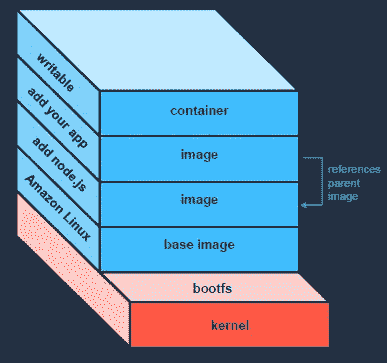 writable
container
add your app
image
add node.js
image
references
parent
image
Amazon Linux
base image
bootfs
kernel